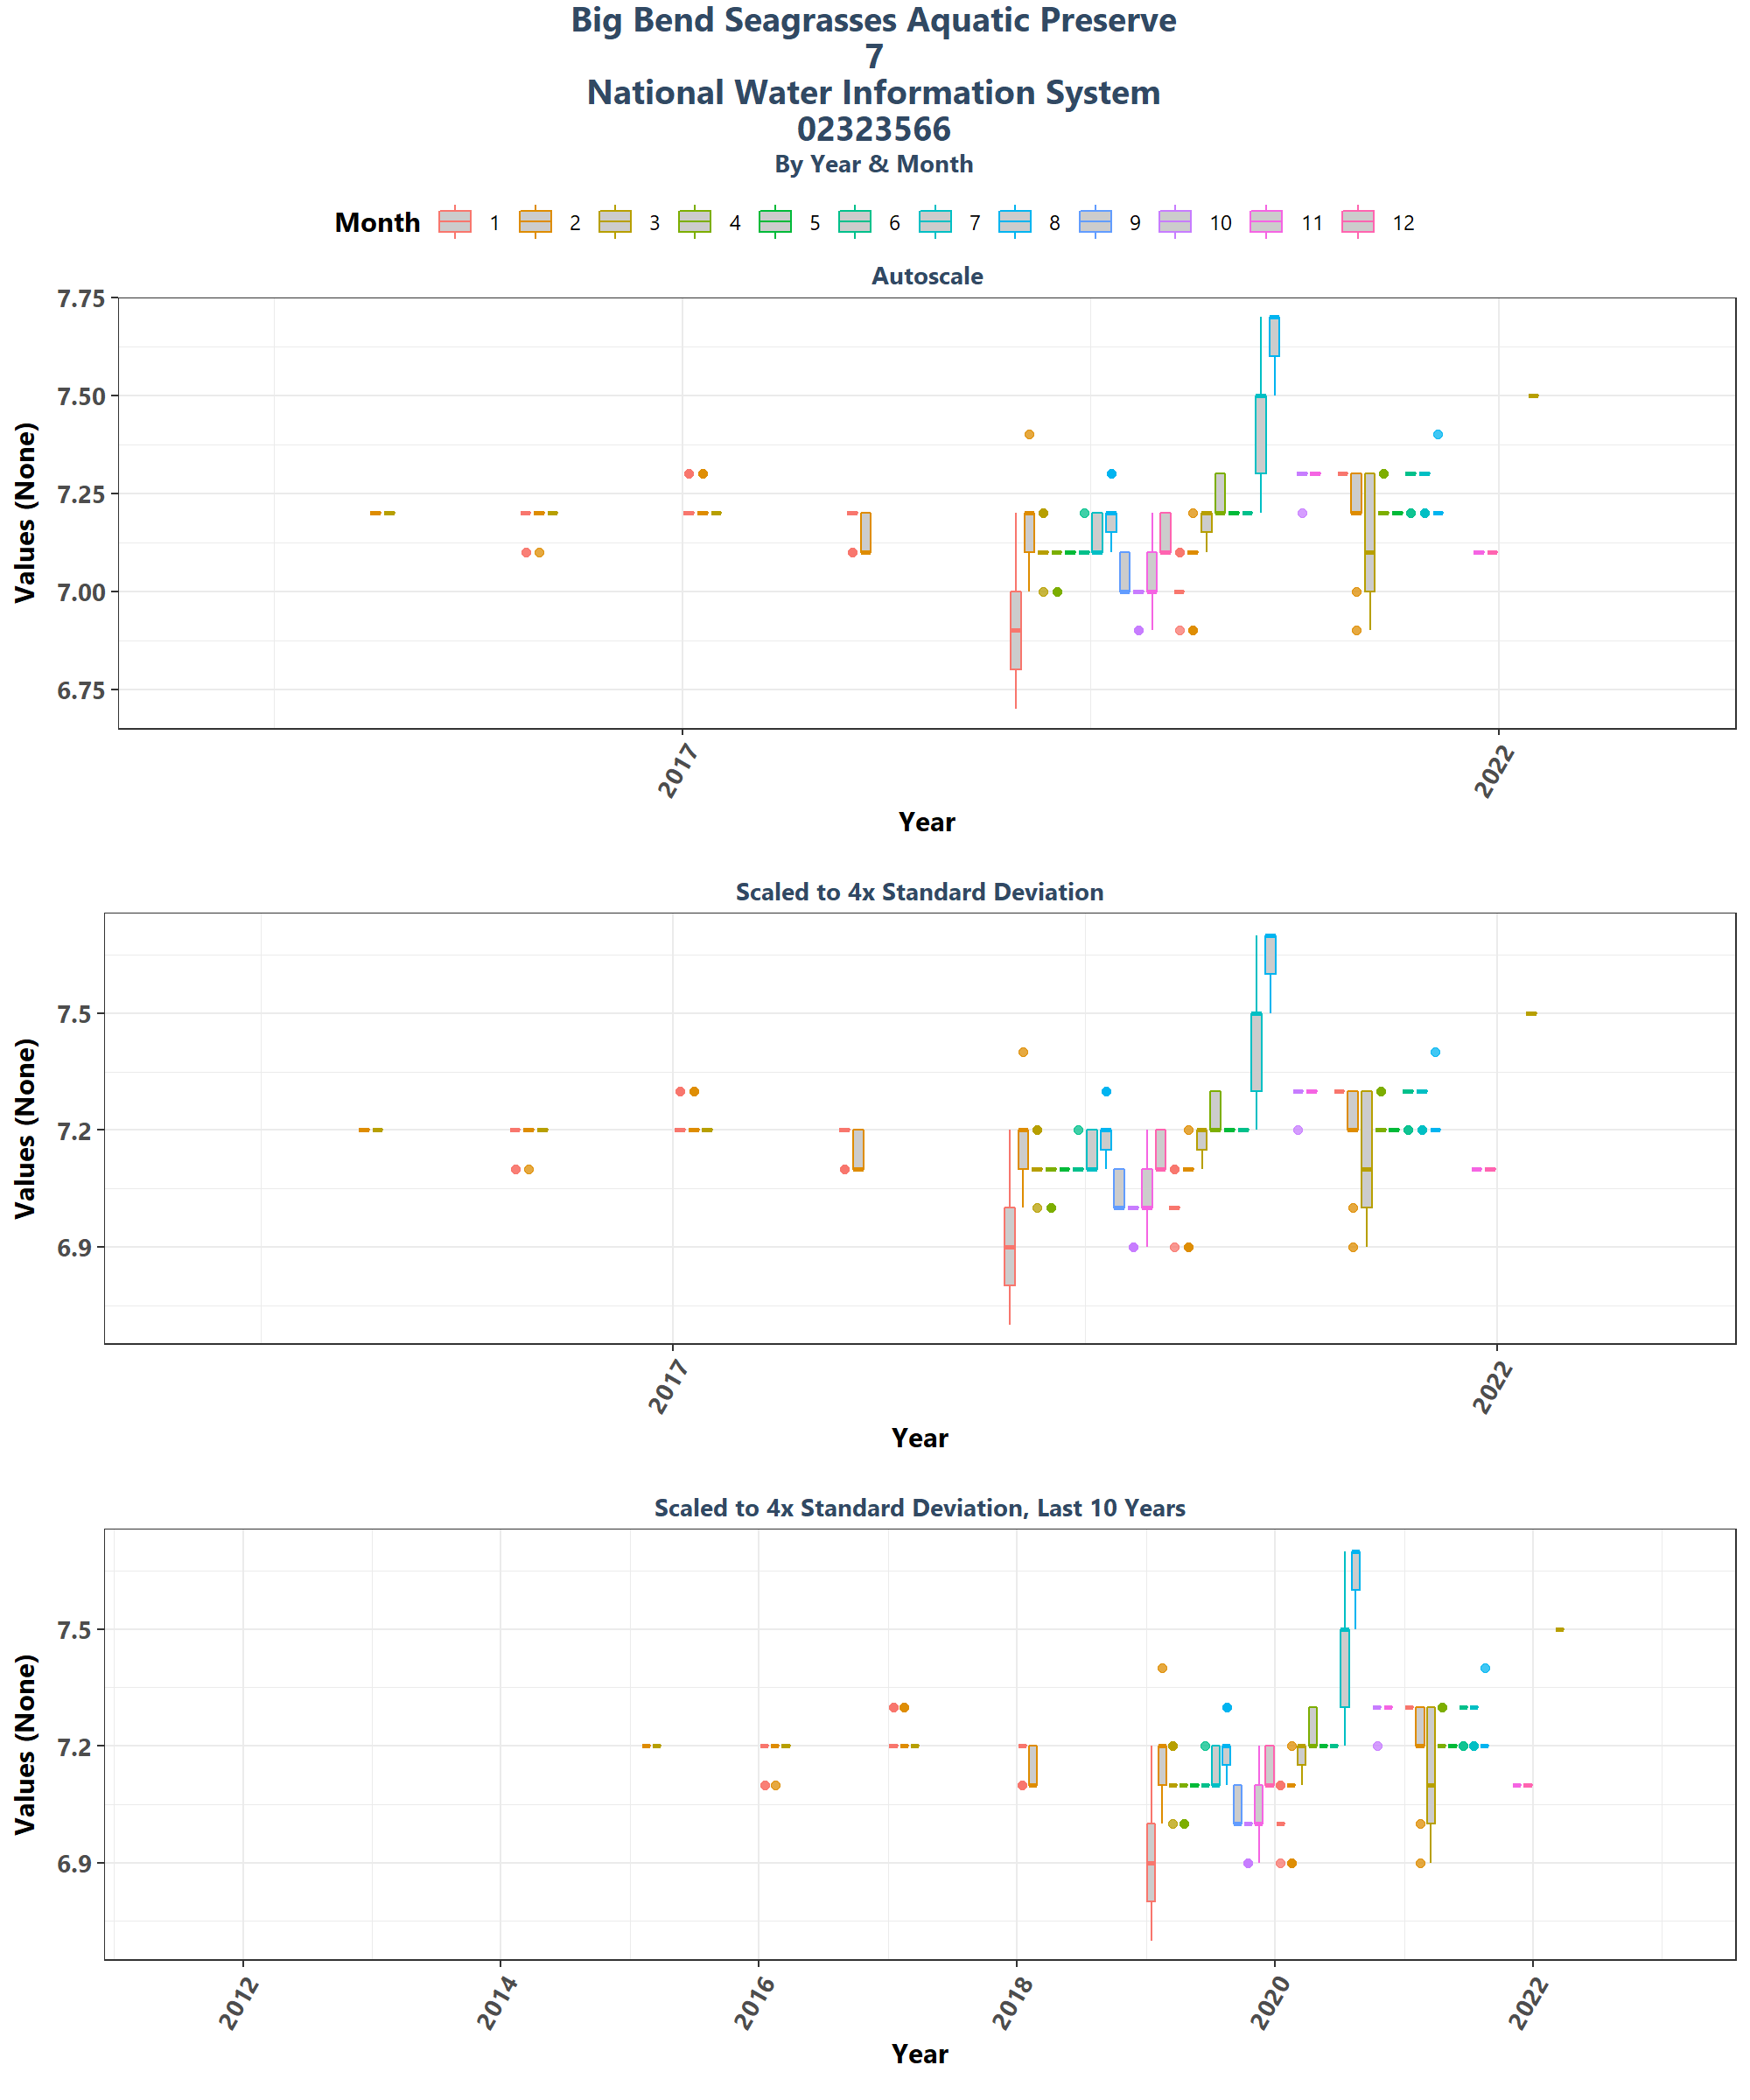 Big Bend Seagrasses Aquatic Preserve
7
National Water Information System
02323566
By Year & Month
Month 1 2 3 4 5 6 7 8 9 10 11 12
Autoscale
7.75
7.50
7.25
7.00
6.75
Values (None)
2017 2022
Year
Scaled to 4x Standard Deviation
7.5
7.2
6.9
Values (None)
2017 2022
Year
Scaled to 4x Standard Deviation, Last 10 Years
7.5
7.2
6.9
Values (None)
2012 2014 2016 2018 2020 2022
Year